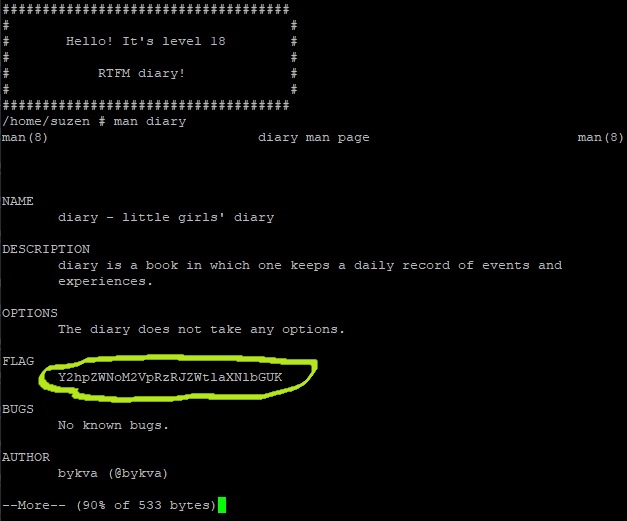 ####################################
#                                   #
#       Hello! It's level 18        #
#                                   #
#           RTFM diary!             #
#                                   #
####################################
/home/suzen # man diary
man(8)                          diary man page                          man(8)
NAME
diary - little girls' diary
DESCRIPTION
diary is a book in which one keeps a daily record of events and
experiences.
OPTIONS
The diary does not take any options.
FLAG
Y2hpZWNoM2VpRzRJZWtlaXNlbGUK
BUGS
No known bugs.
AUTHOR
bykva (@bykva)
--More-- (90% of 533 bytes)